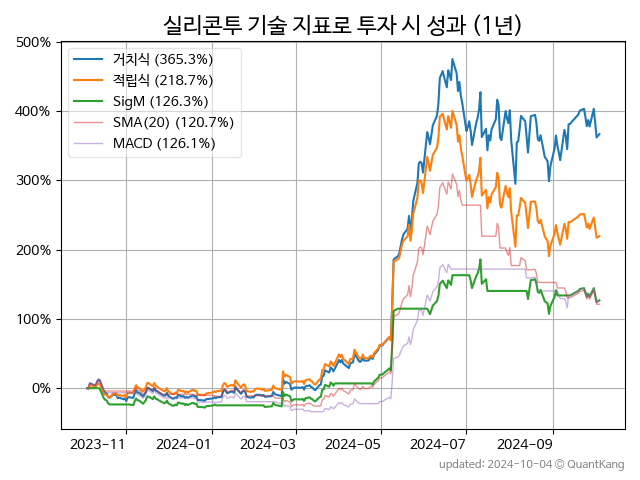 실리콘투 기술 지표로 투자 시 성과 (1년)
500%
400%
300%
200%
100%
0%
거치식 (365.3%)
적립식 (218.7%)
SigM (126.3%)
SMA(20) (120.7%)
MACD (126.1%)
2023-11 2024-01 2024-03 2024-05 2024-07 2024-09
updated: 2024-10-04 © QuantKang